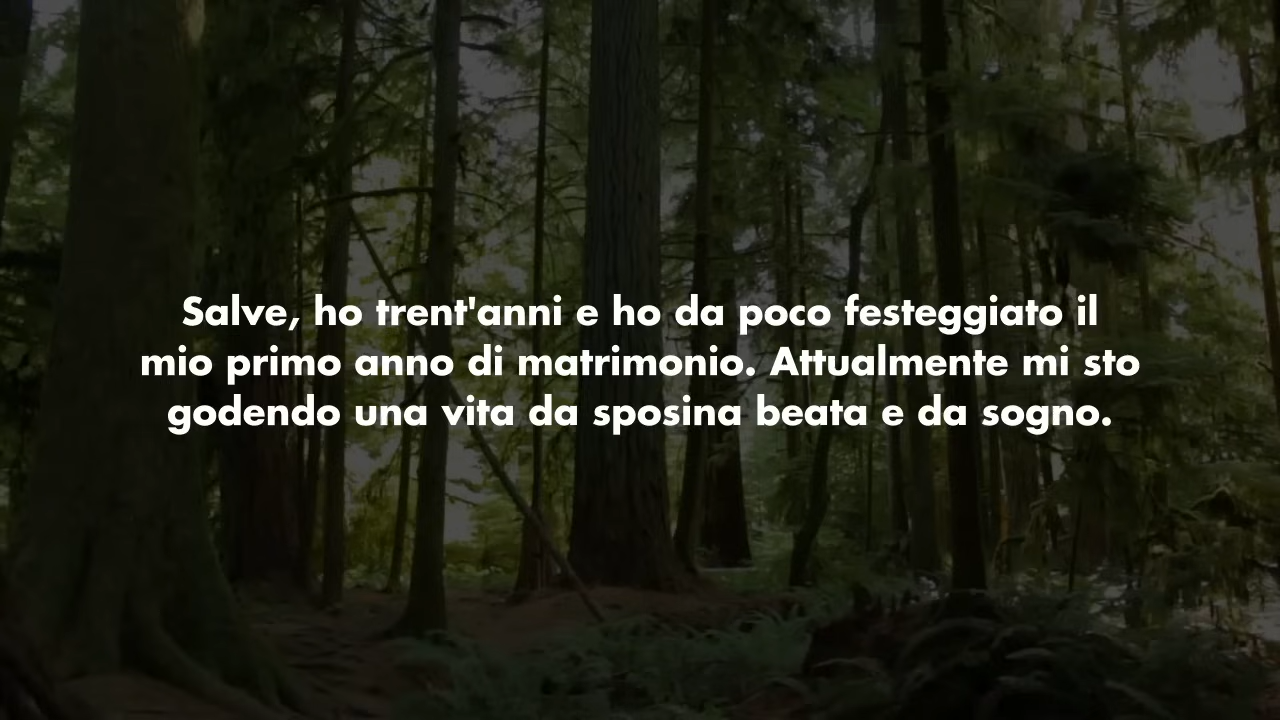 Salve, ho trent'anni e ho da poco festeggiato il
mio primo anno di matrimonio. Attualmente mi sto
godendo una vita da sposina beata e da sogno.